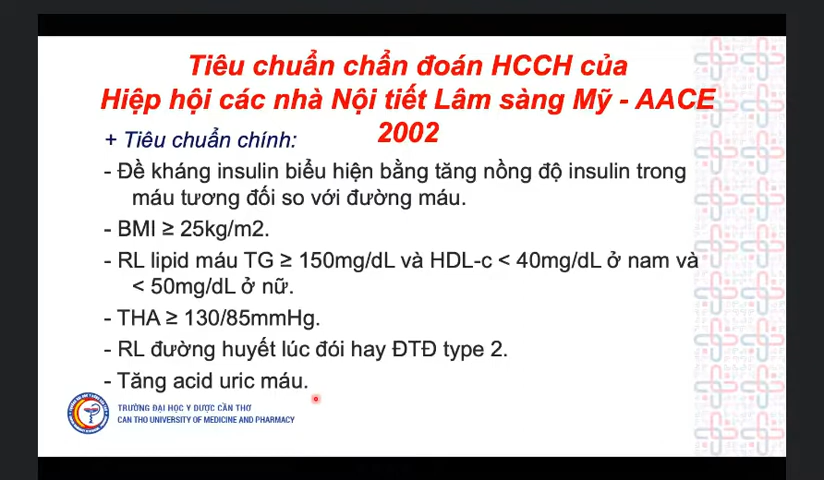 Tiêu chuẩn chẩn đoán HCCH của
Hiệp hội các nhà Nội tiết Lâm sàng Mỹ - AACE
2002
+ Tiêu chuẩn chính:
- Đề kháng insulin biểu hiện bằng tăng nồng độ insulin trong
máu tương đối so với đường máu.
- BMI ≥ 25kg/m2.
- RL lipid máu TG ≥ 150mg/dL và HDL-c < 40mg/dL ở nam và
< 50mg/dL ở nữ.
- THA ≥ 130/85mmHg.
- RL đường huyết lúc đói hay ĐTĐ type 2.
- Tăng acid uric máu.
TRƯỜNG ĐẠI HỌC Y DƯỢC CẦN THƠ
CAN THO UNIVERSITY OF MEDICINE AND PHARMACY